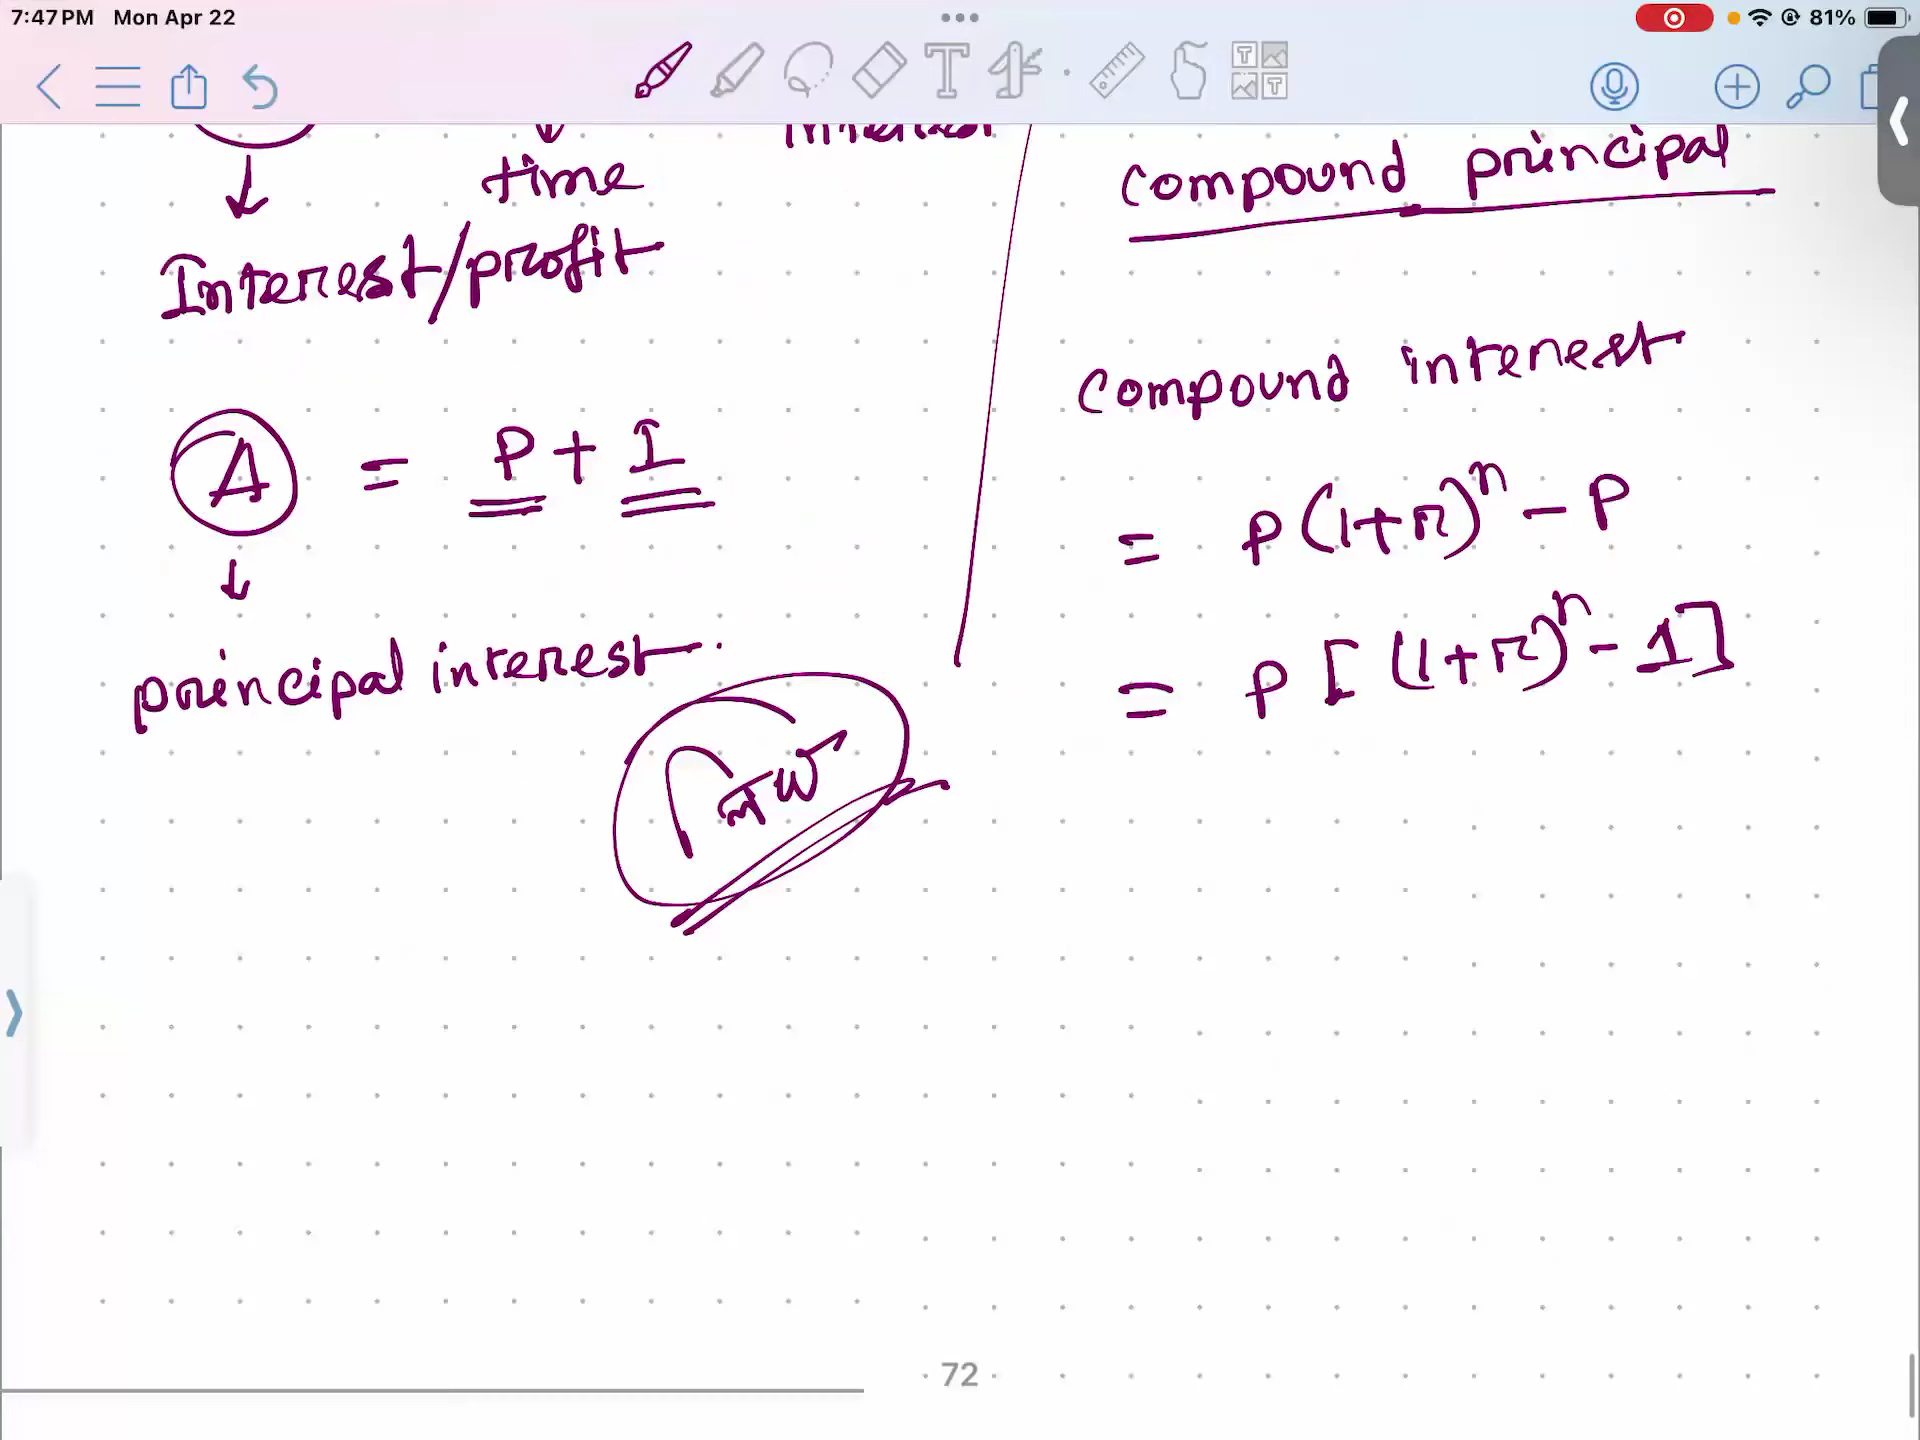 7:47 PM Mon Apr 22
81%
time
Interest/profit
A = P + I
principal interest
compound principal
compound interest
= P(1+r)^n - P
= P[(1+r)^n - 1]
72